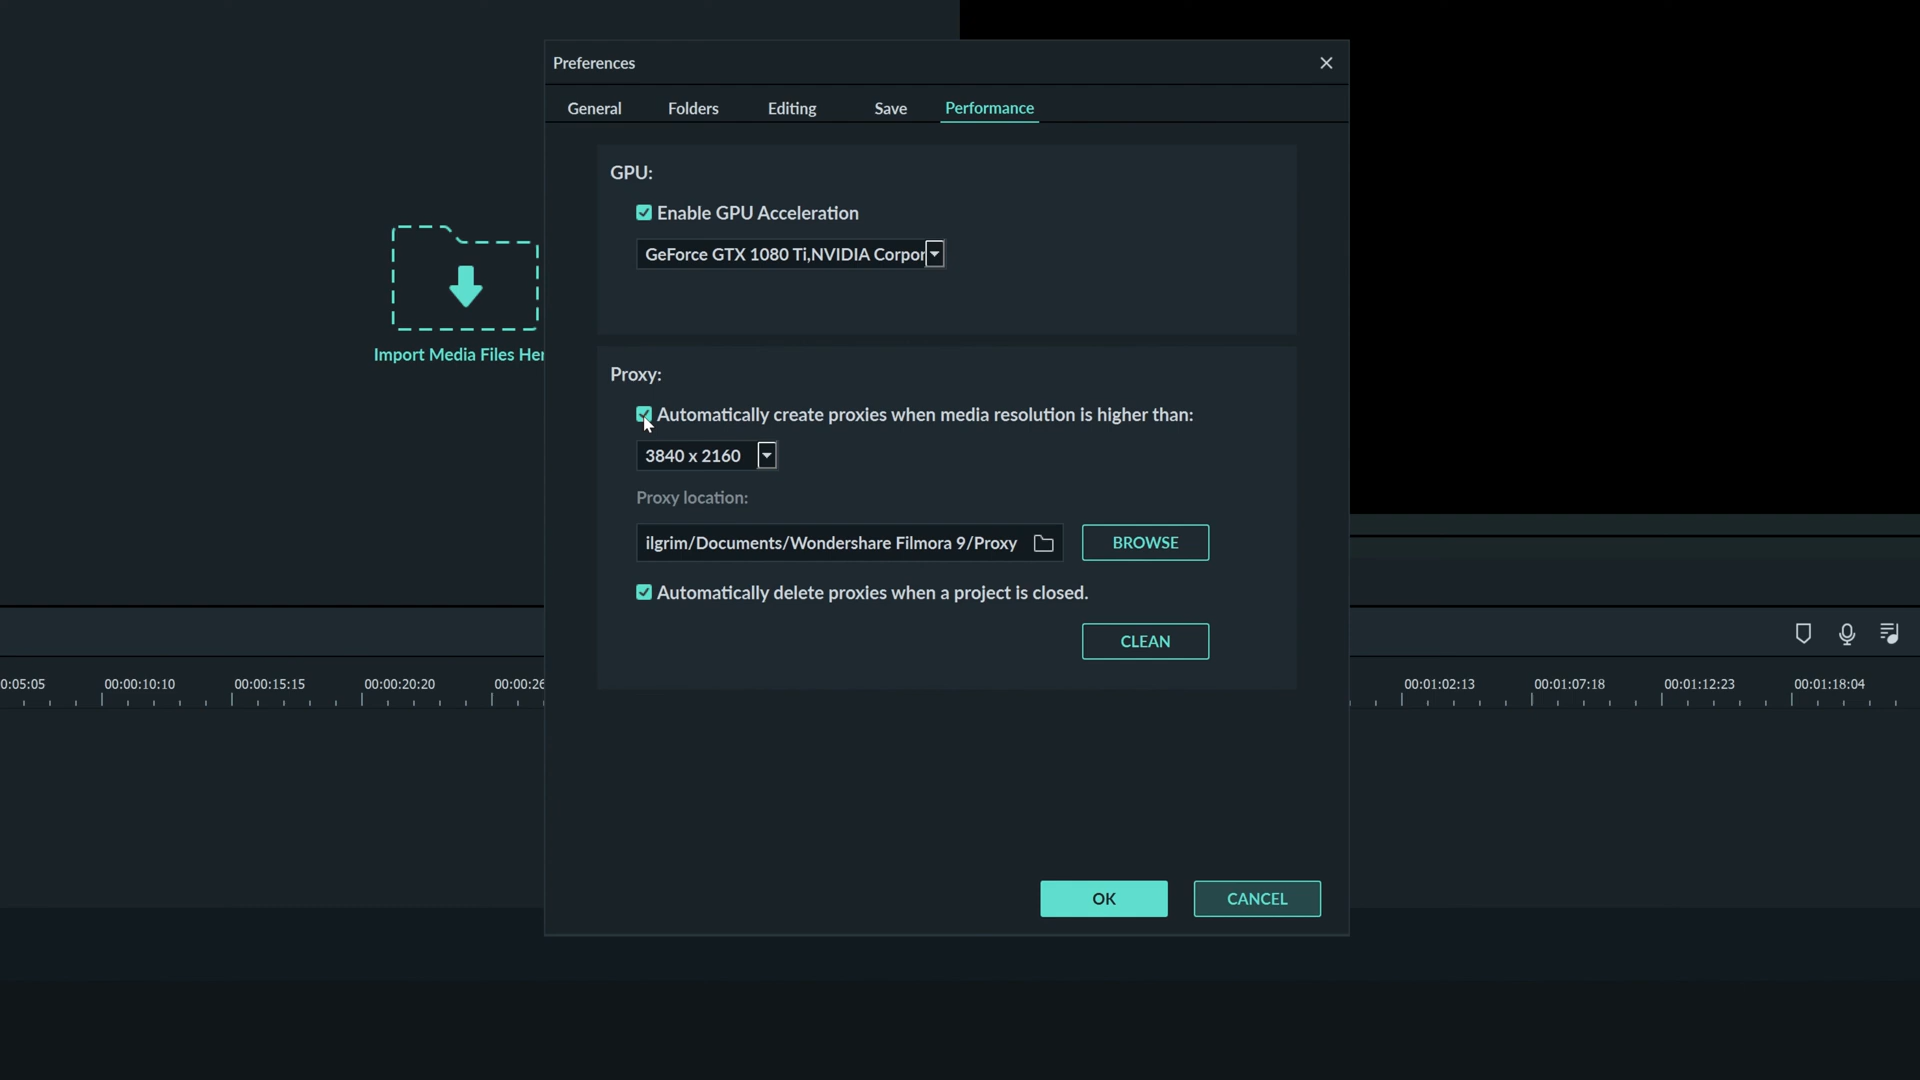 Preferences
General Folders Editing Save Performance
GPU:
Enable GPU Acceleration
GeForce GTX 1080 Ti,NVIDIA Corpor
Import Media Files Her
Proxy:
Automatically create proxies when media resolution is higher than:
3840 x 2160
Proxy location:
ilgrim/Documents/Wondershare Filmora 9/Proxy
BROWSE
Automatically delete proxies when a project is closed.
CLEAN
0:05:05 00:00:10:10 00:00:15:15 00:00:20:20 00:00:26 00:01:02:13 00:01:07:18 00:01:12:23 00:01:18:04
OK CANCEL